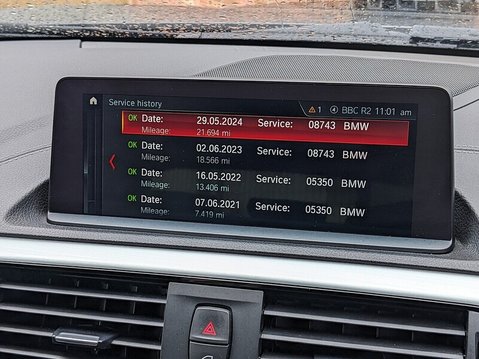 Service history ⚠ 1 BBC R2 11:01 am
OK Date: 29.05.2024 Service: 08743 BMW
Mileage: 21.694 mi
OK Date: 02.06.2023 Service: 08743 BMW
Mileage: 18.566 mi
OK Date: 16.05.2022 Service: 05350 BMW
Mileage: 13.406 mi
OK Date: 07.06.2021 Service: 05350 BMW
Mileage: 7.419 mi